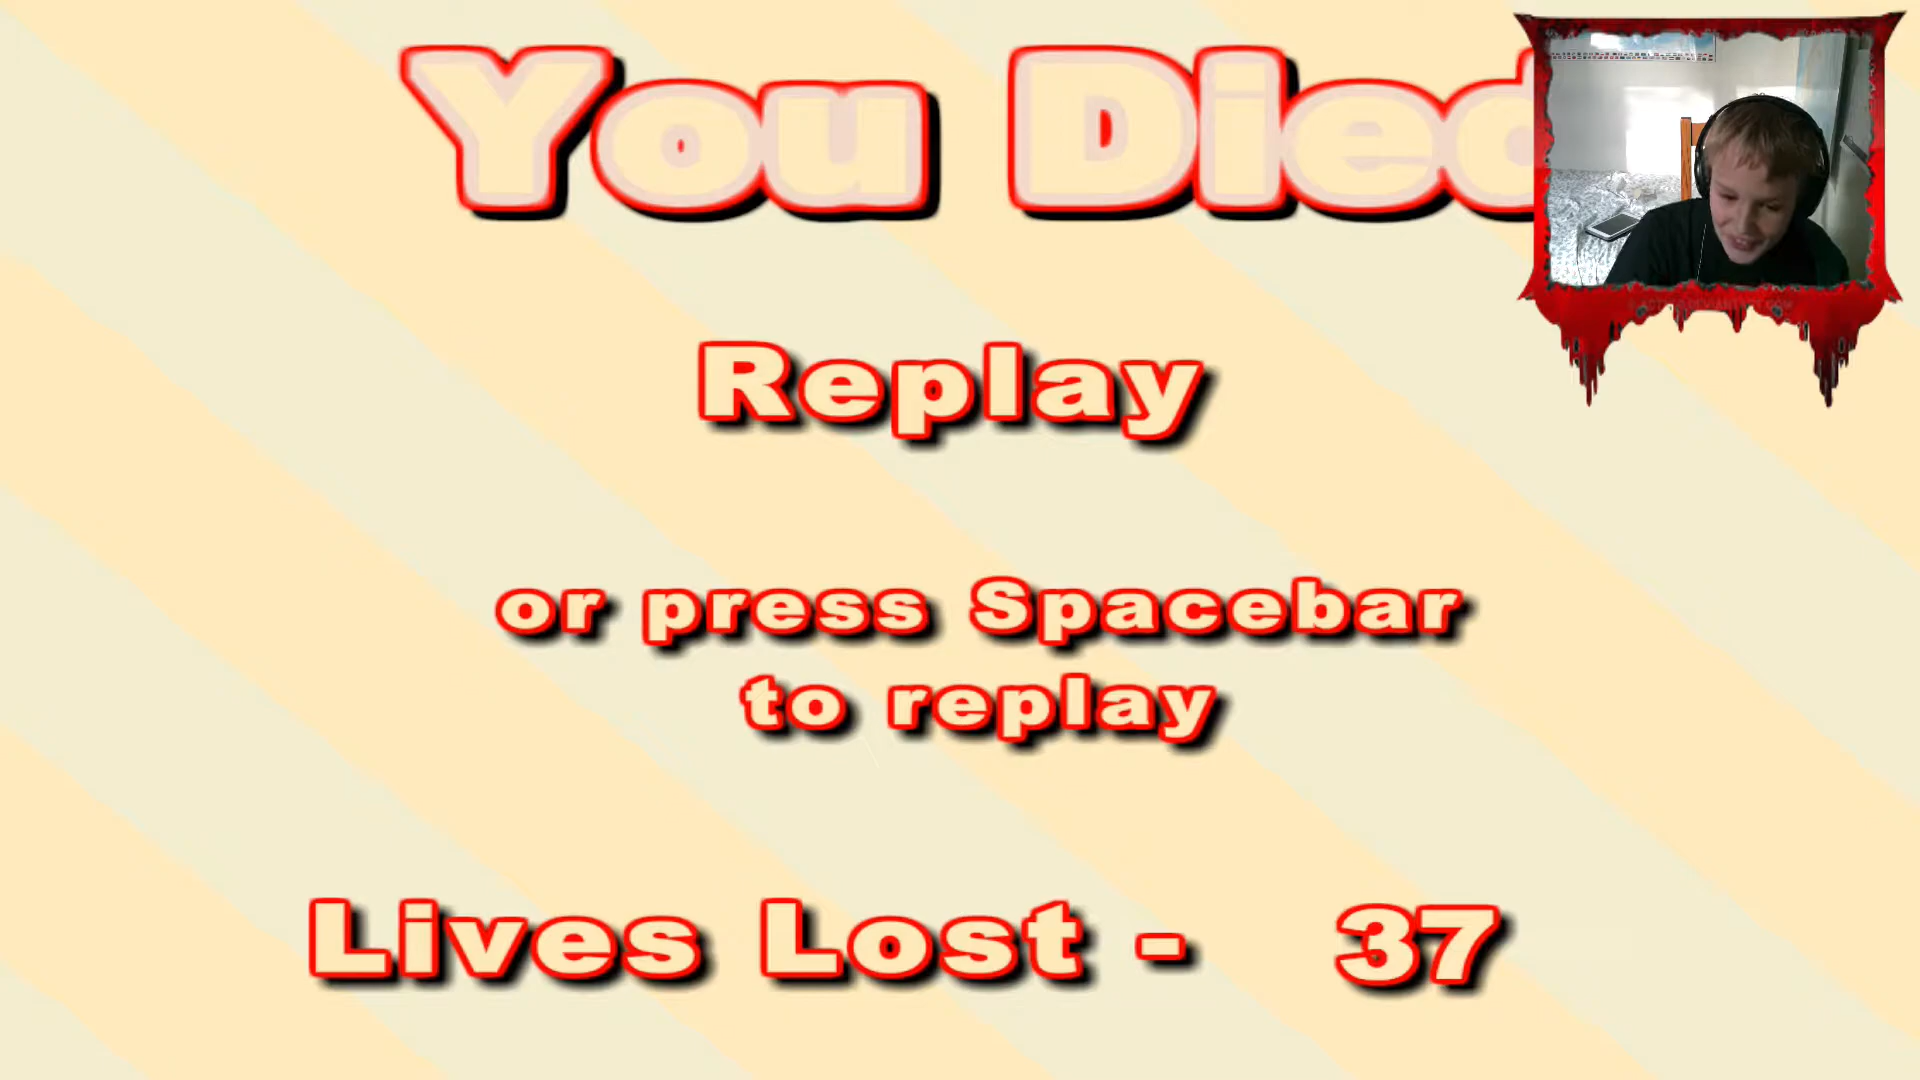 You Died
Replay
or press Spacebar
to replay
Lives Lost - 37